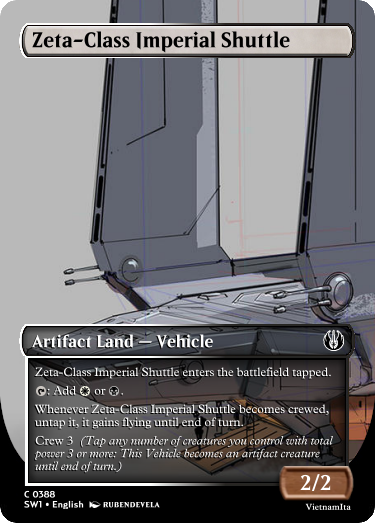 Zeta-Class Imperial Shuttle
Artifact Land — Vehicle
Zeta-Class Imperial Shuttle enters the battlefield tapped.
: Add or .
Whenever Zeta-Class Imperial Shuttle becomes crewed,
untap it, it gains flying until end of turn.
Crew 3 (Tap any number of creatures you control with total
power 3 or more: This Vehicle becomes an artifact creature
until end of turn.)
2/2
C 0388
SW1 • English RUBENDEVELA
VietnamIta